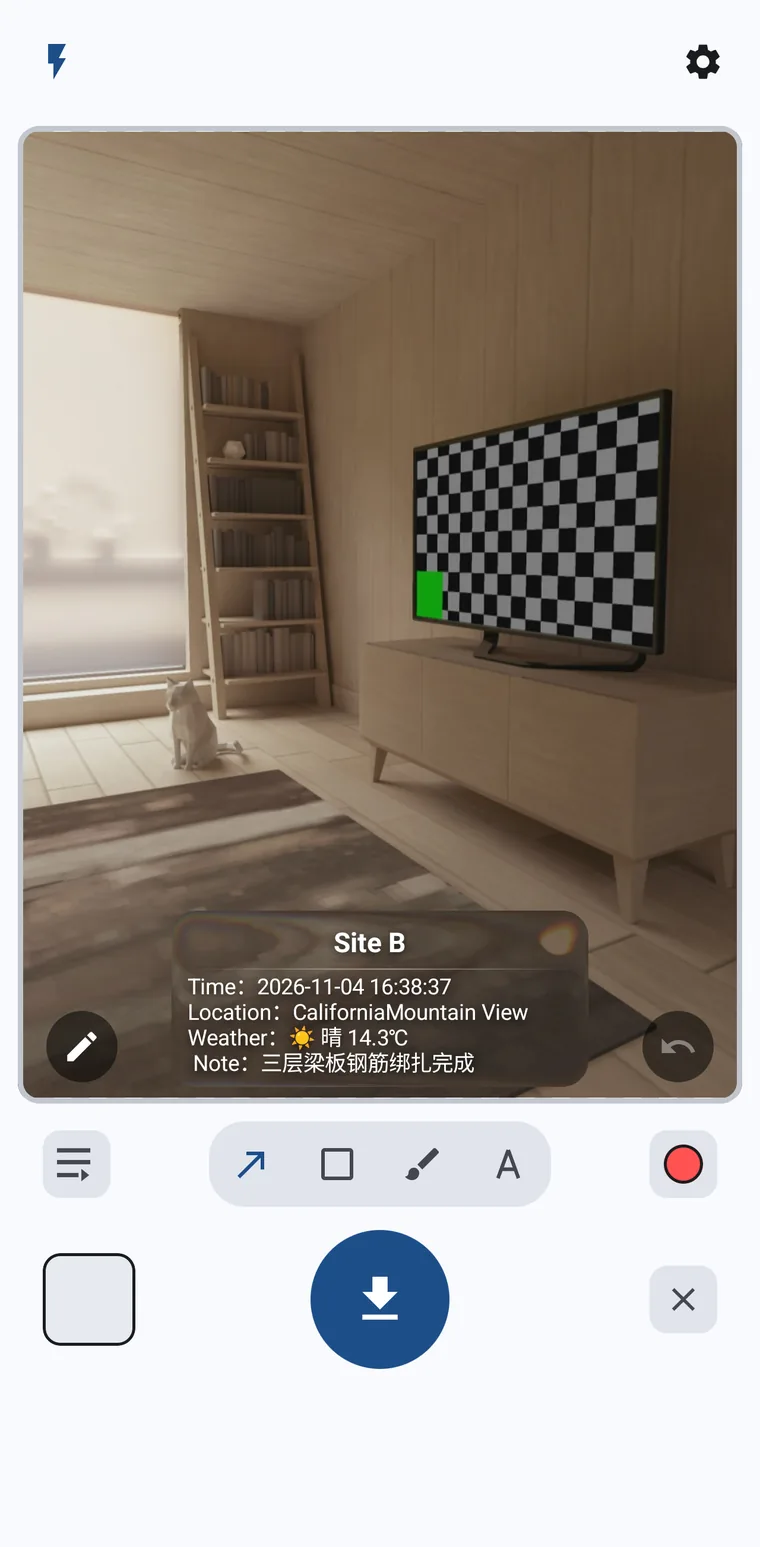 Site B
Time：2026-11-04 16:38:37
Location：CaliforniaMountain View
Weather：☀️ 晴 14.3℃
Note：三层梁板钢筋绑扎完成
A